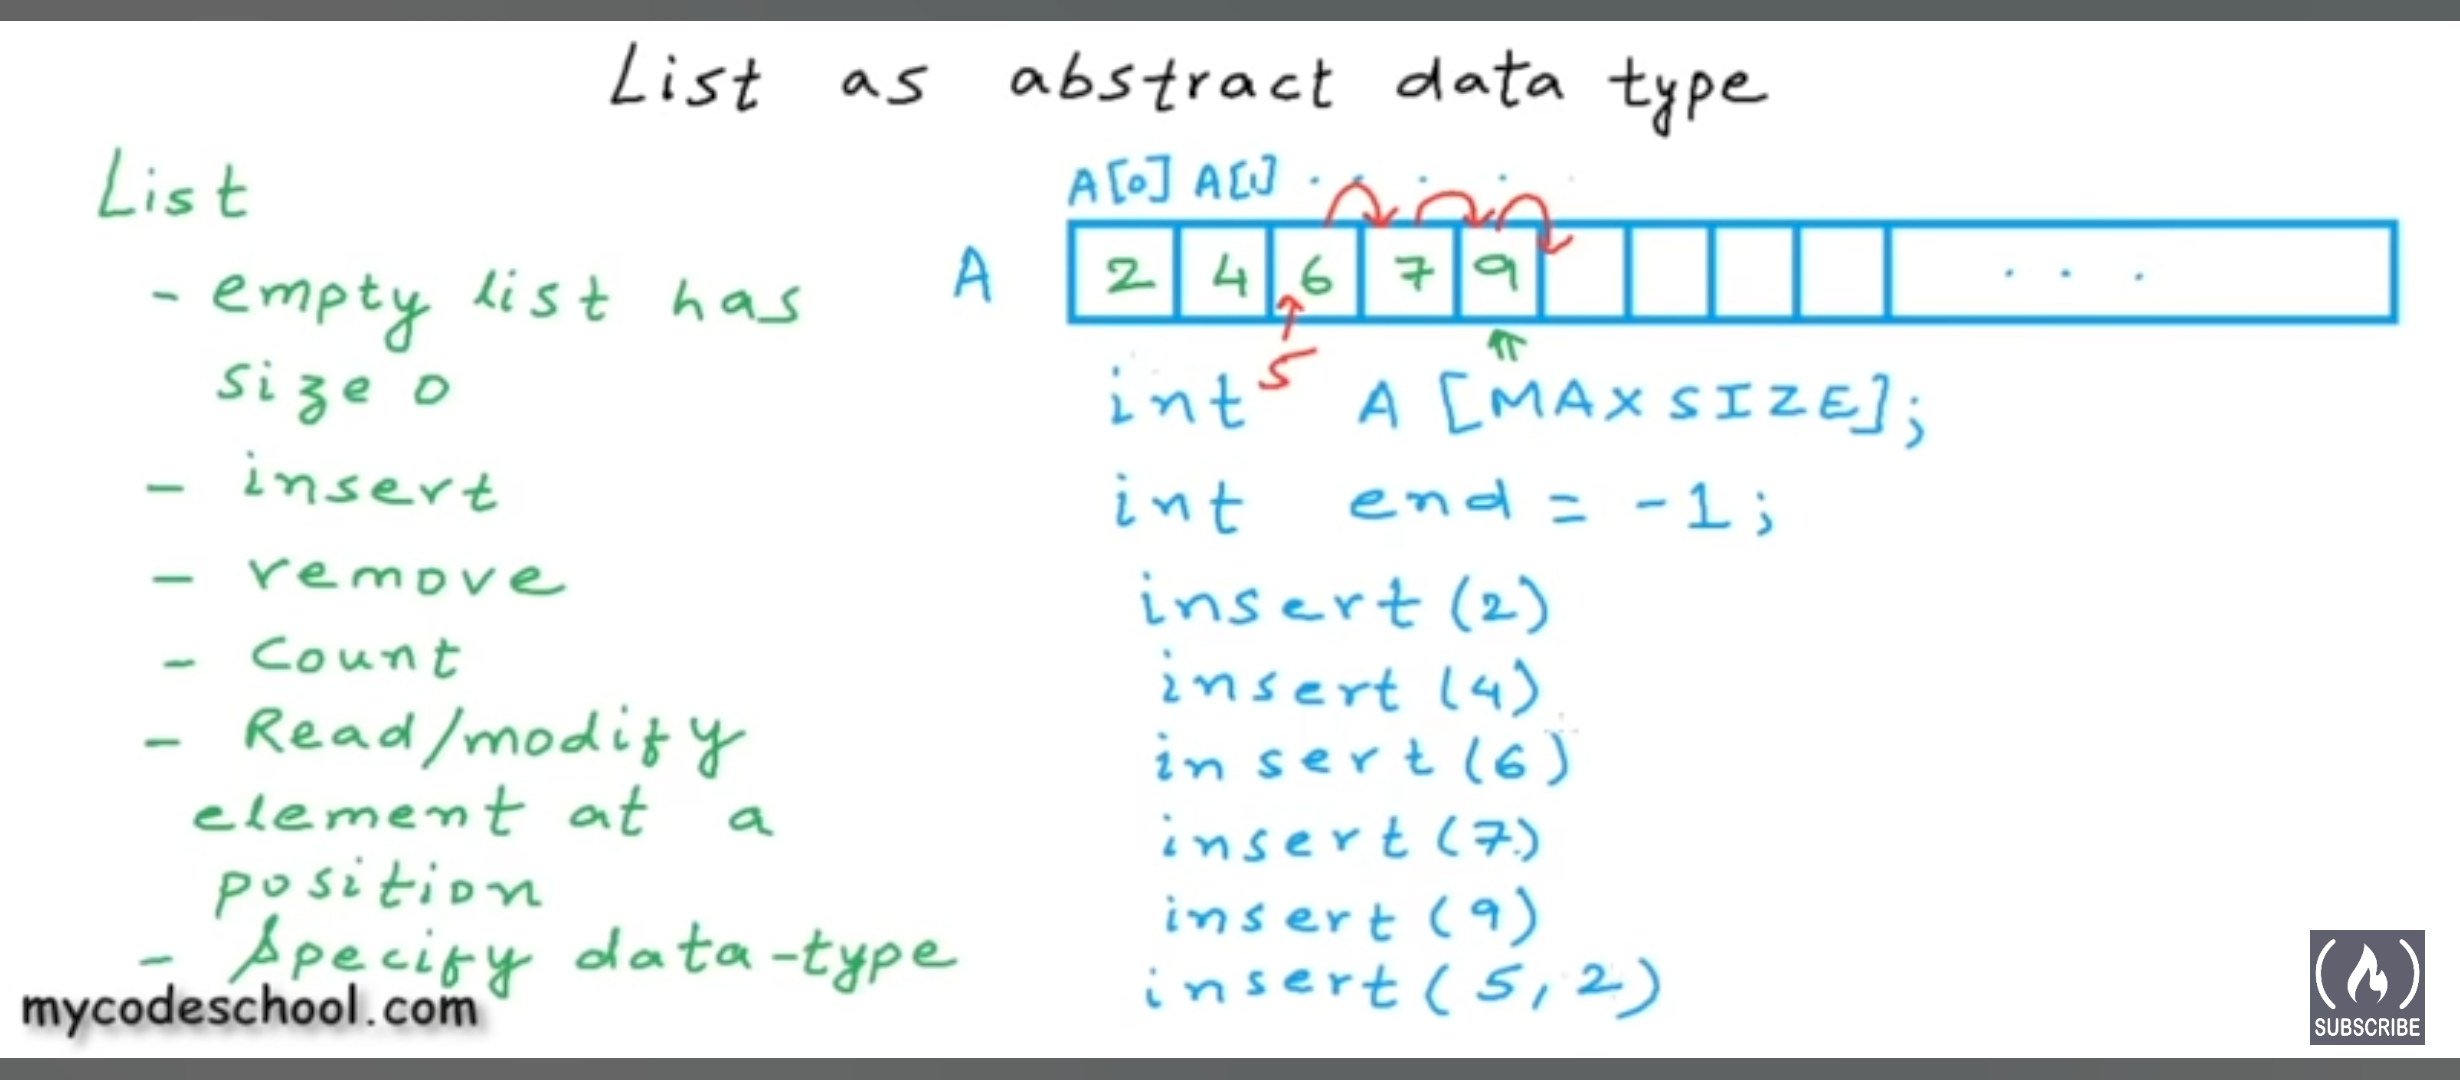 List as abstract data type
List
- empty list has
size 0
- insert
- remove
- Count
- Read/modify
element at a
position
- Specify data-type
mycodeschool.com
A[0] A[1] . . . .
A
2 4 6 7 9 . . .
5
int A [MAXSIZE];
int end = -1;
insert (2)
insert (4)
insert (6)
insert (7)
insert (9)
insert ( 5, 2)
SUBSCRIBE